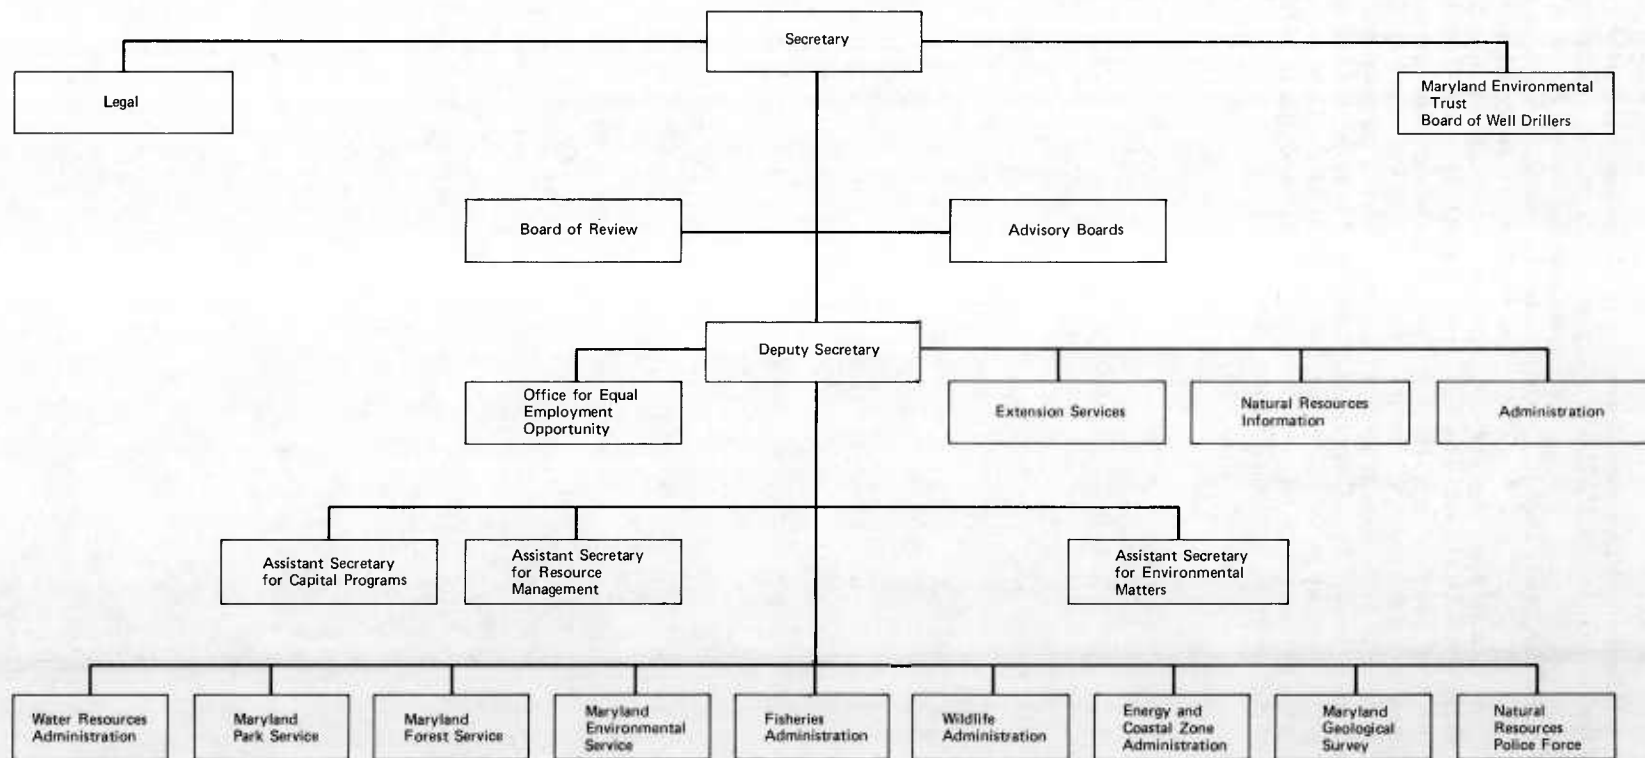 Secretary
Legal
Maryland Environmental
Trust
Board of Well Drillers
Board of Review
Advisory Boards
Deputy Secretary
Office for Equal
Employment
Opportunity
Extension Services
Natural Resources
Information
Administration
Assistant Secretary
for Capital Programs
Assistant Secretary
for Resource
Management
Assistant Secretary
for Environmental
Matters
Water Resources
Administration
Maryland
Park Service
Maryland
Forest Service
Maryland
Environmental
Service
Fisheries
Administration
Wildlife
Administration
Energy and
Coastal Zone
Administration
Maryland
Geological
Survey
Natural
Resources
Police Force